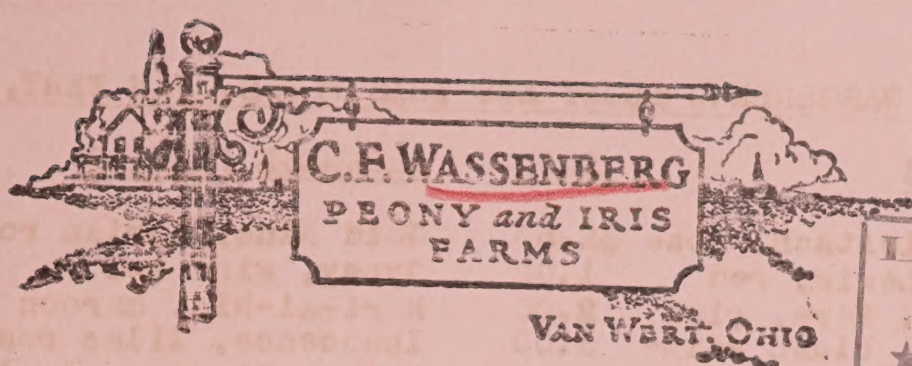 C.F. WASSENBERG
PEONY and IRIS
FARMS
VAN WERT, OHIO